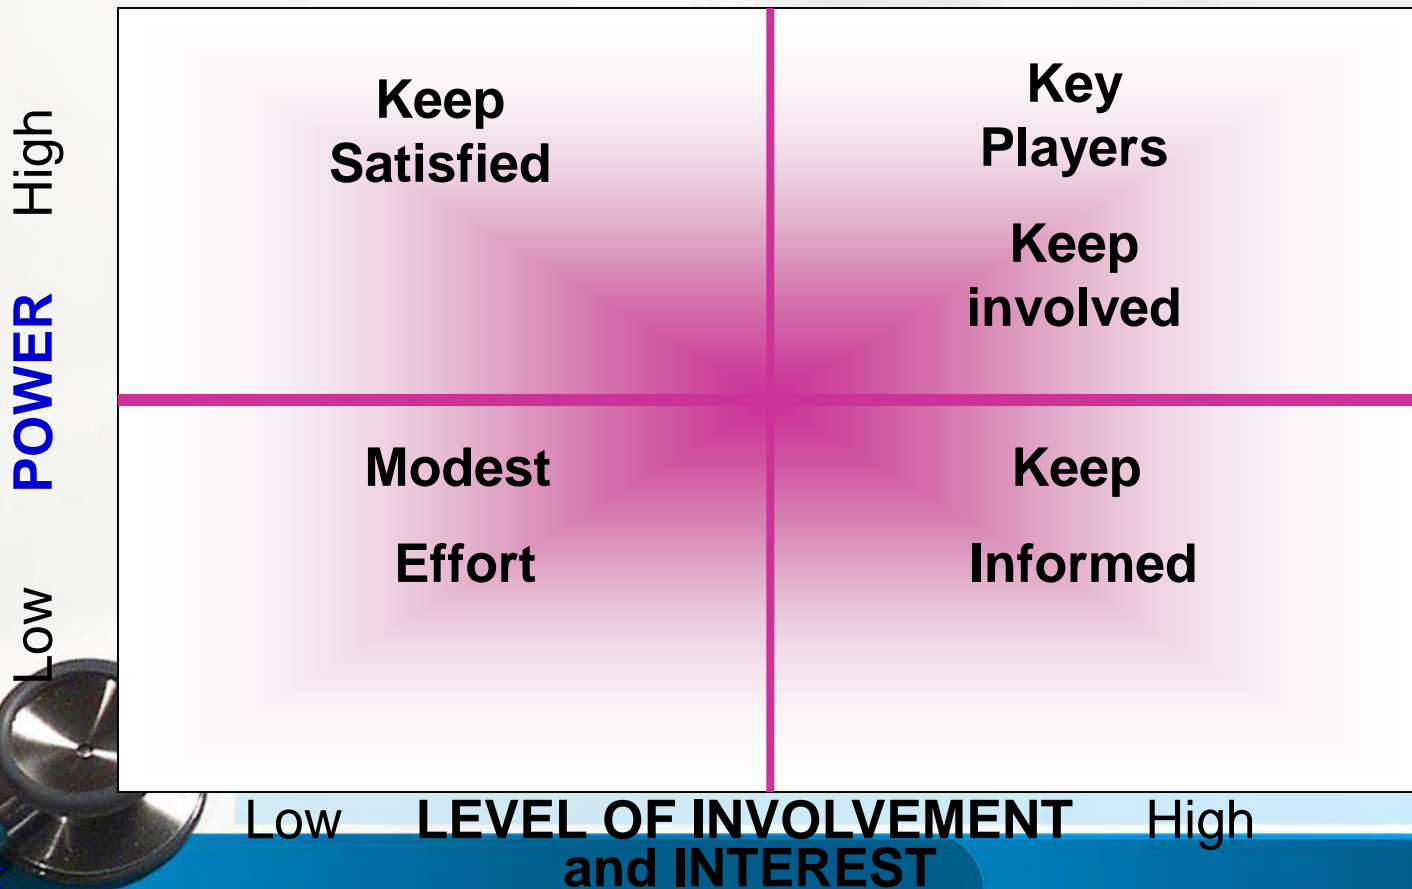 Keep
Satisfied
Key
Players
Keep
involved
Modest
Effort
Keep
Informed
High
POWER
Low
Low LEVEL OF INVOLVEMENT High
and INTEREST